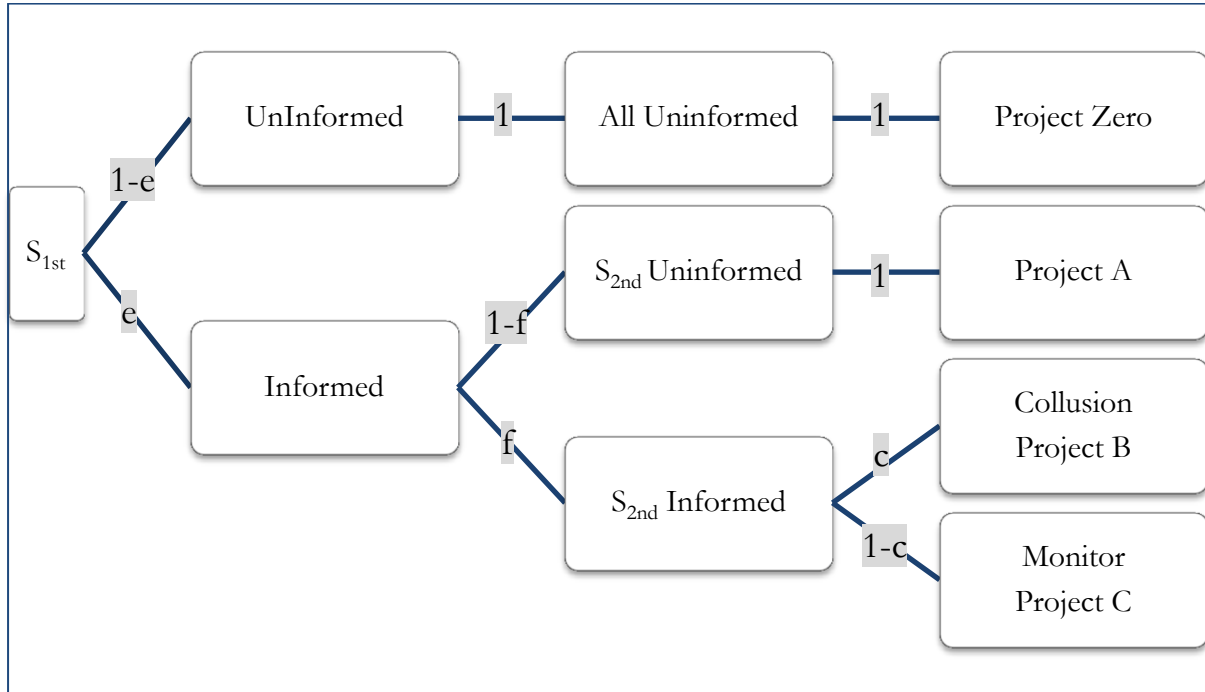 UnInformed
1
All Uninformed
1
Project Zero
1-e
S1st
e
S2nd Uninformed
1
Project A
1-f
Informed
f
S2nd Informed
c
Collusion
Project B
1-c
Monitor
Project C